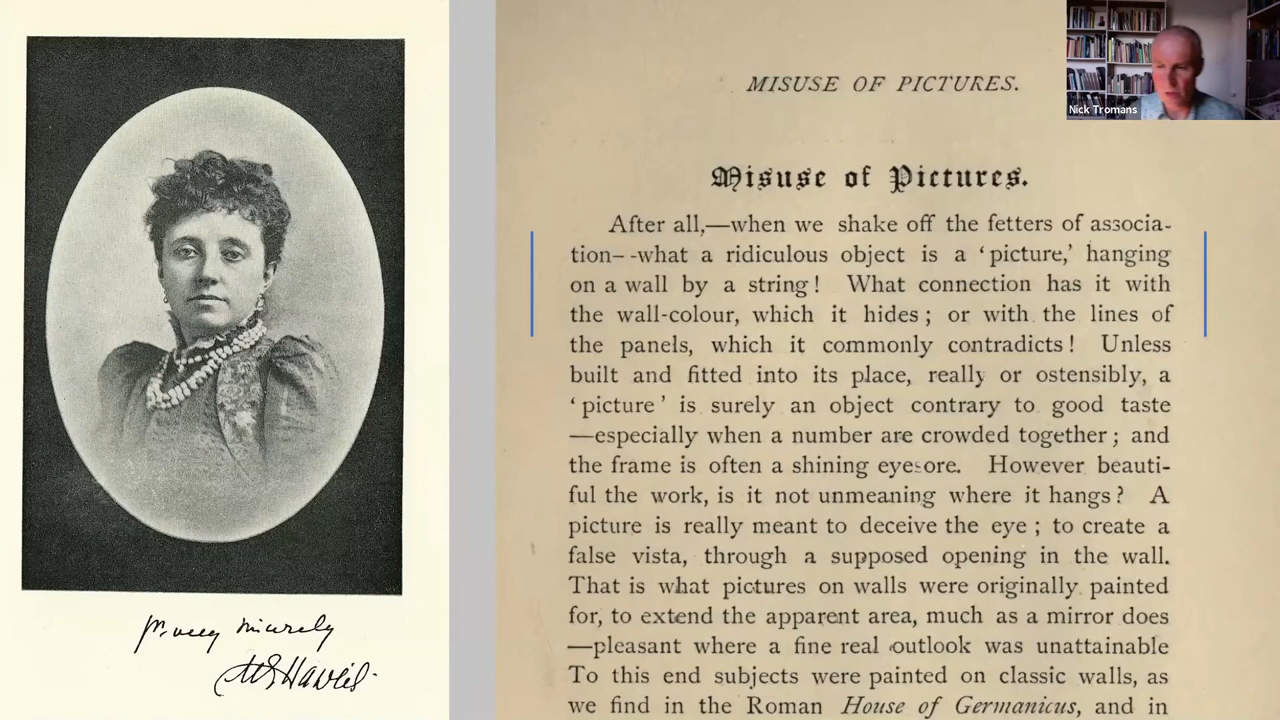 Nick Tromans
MISUSE OF PICTURES.
Misuse of Pictures.
After all,—when we shake off the fetters of associa-
tion--what a ridiculous object is a ‘picture,’ hanging
on a wall by a string! What connection has it with
the wall-colour, which it hides; or with the lines of
the panels, which it commonly contradicts! Unless
built and fitted into its place, really or ostensibly, a
‘picture’ is surely an object contrary to good taste
—especially when a number are crowded together; and
the frame is often a shining eyesore. However beauti-
ful the work, is it not unmeaning where it hangs? A
picture is really meant to deceive the eye; to create a
false vista, through a supposed opening in the wall.
That is what pictures on walls were originally painted
for, to extend the apparent area, much as a mirror does
—pleasant where a fine real outlook was unattainable
To this end subjects were painted on classic walls, as
we find in the Roman House of Germanicus, and in
very sincerely
Haweis.